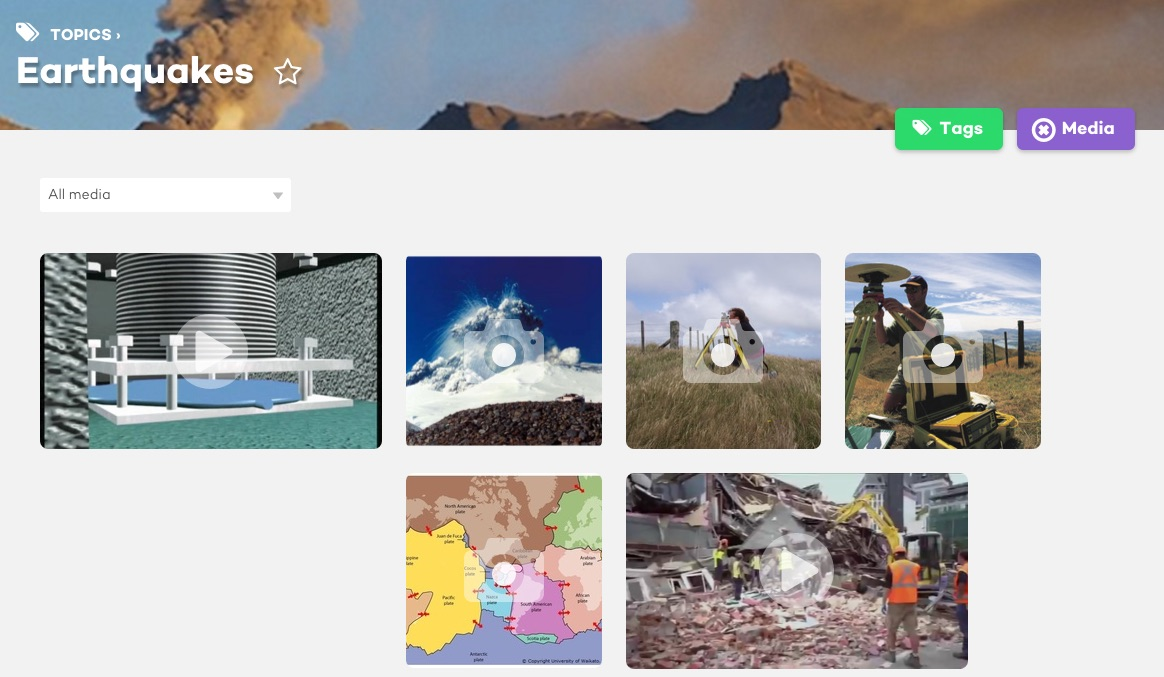 TOPICS ›
Earthquakes
Tags
Media
All media
North American
plate
Juan de Fuca
plate
Cocos
plate
Pacific
plate
Nazca
plate
South American
plate
African
plate
Arabian
plate
Scotia plate
Antarctic
plate
© Copyright University of Waikato